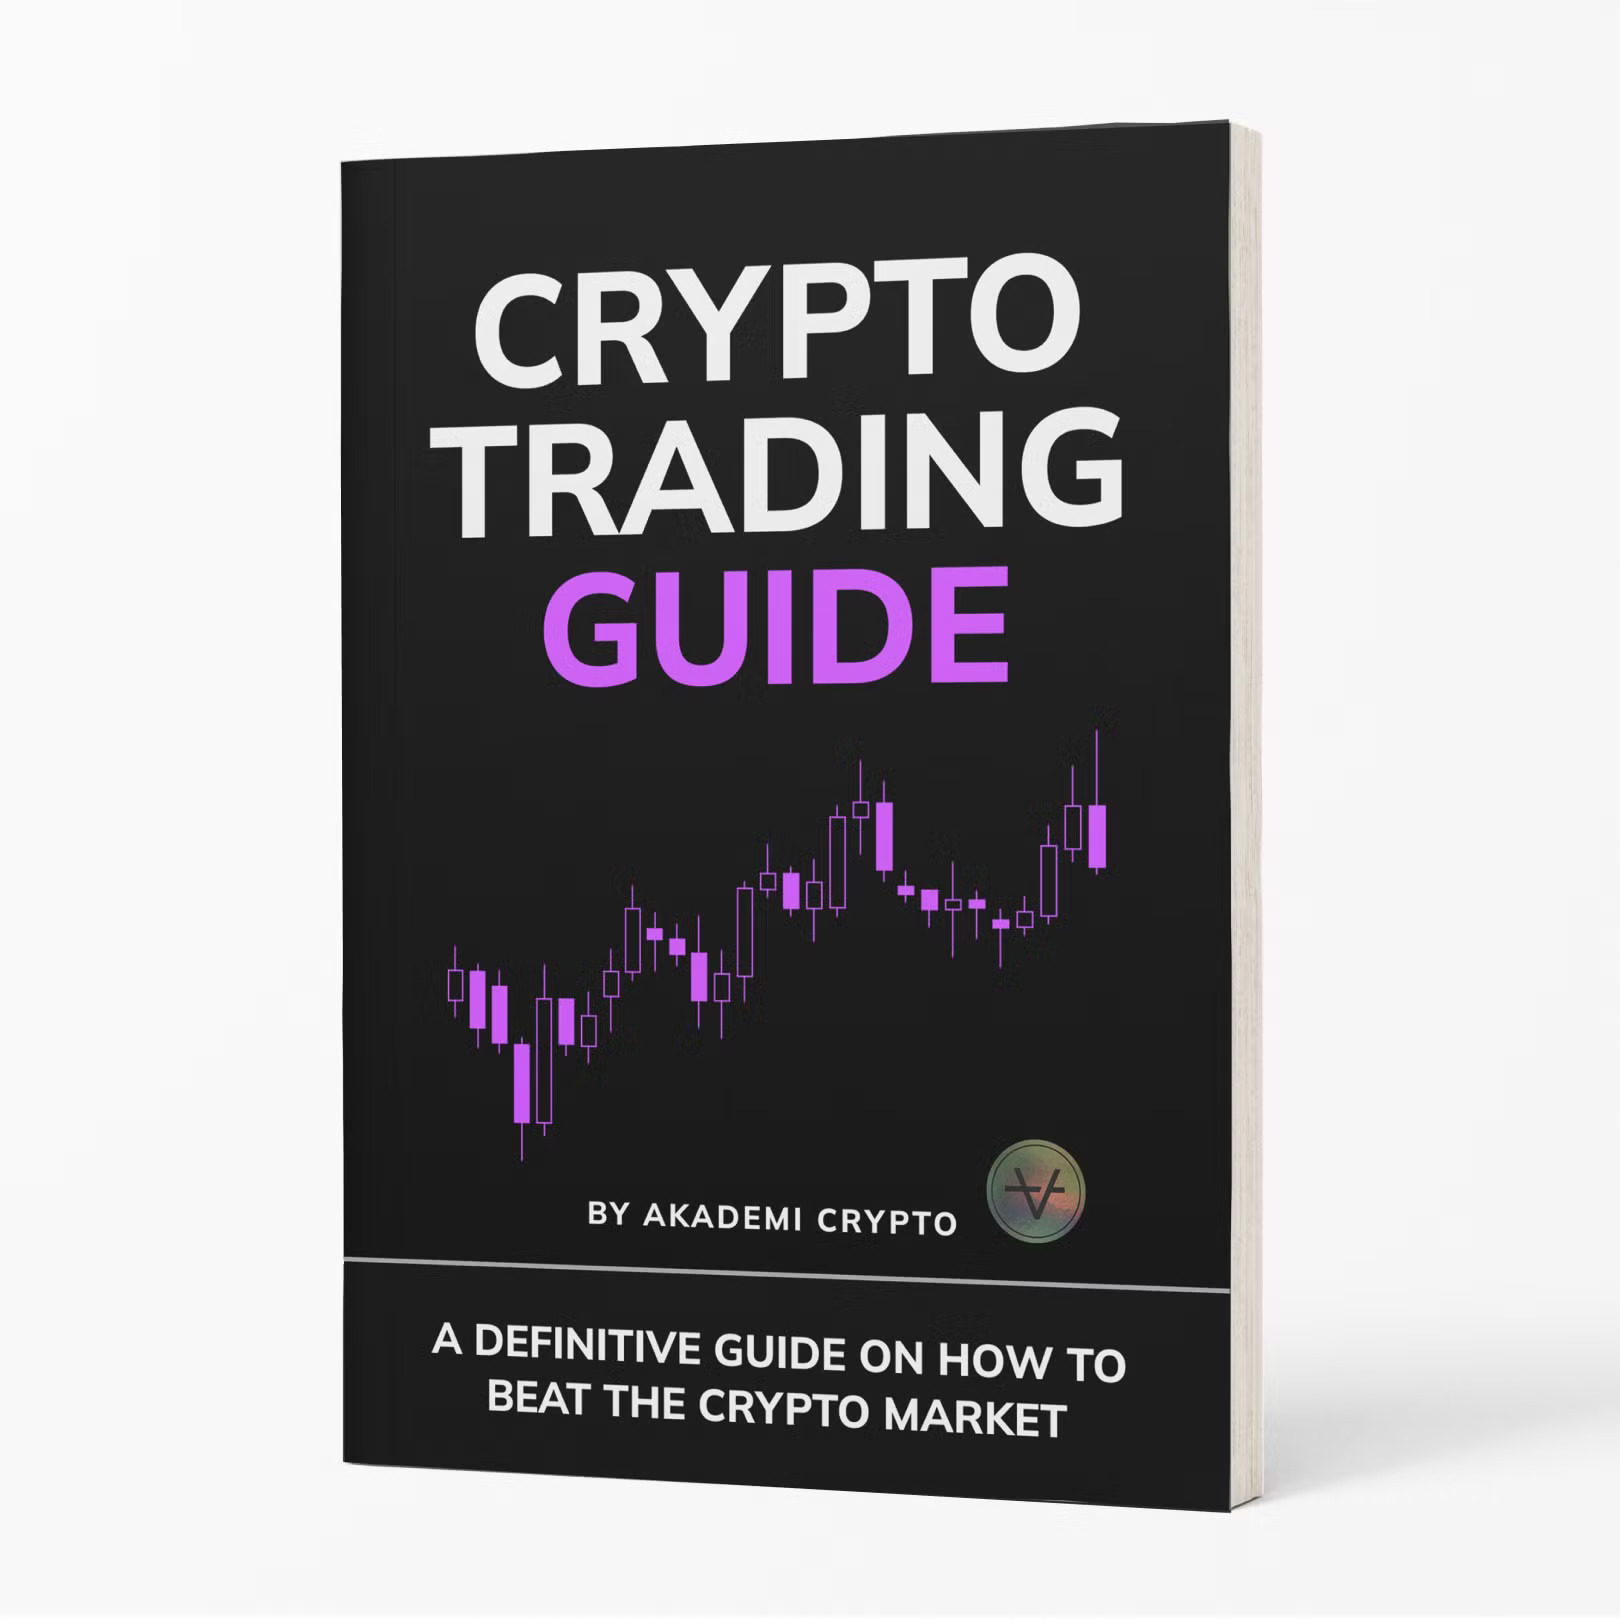 CRYPTO
TRADING
GUIDE
BY AKADEMI CRYPTO
A DEFINITIVE GUIDE ON HOW TO
BEAT THE CRYPTO MARKET